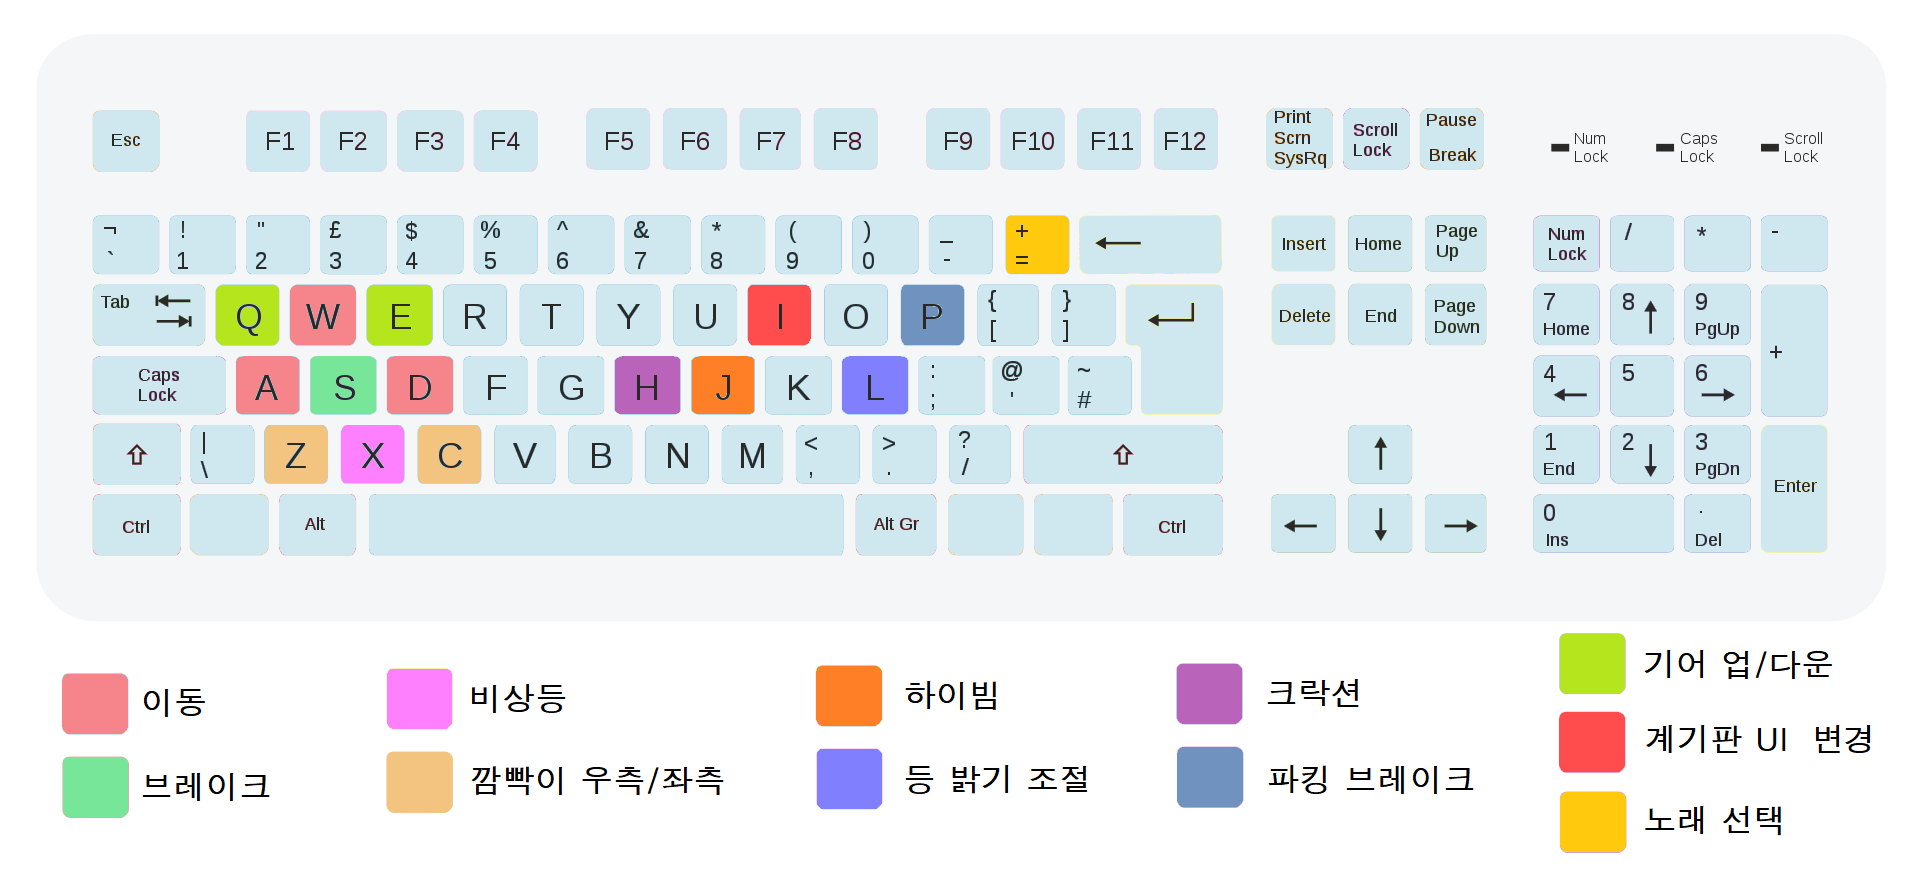 Esc F1 F2 F3 F4 F5 F6 F7 F8 F9 F10 F11 F12
Print
Scrn
SysRq
Scroll
Lock
Pause
Break
Num
Lock
Caps
Lock
Scroll
Lock
¬ ! " £ $ % ^ & * ( ) _ +
` 1 2 3 4 5 6 7 8 9 0 - =
Insert Home
Page
Up
Num
Lock
/ * -
Tab Q W E R T Y U I O P { }
[ ]
Delete End
Page
Down
7 8 9
Home PgUp
+
Caps
Lock
A S D F G H J K L : @ ~
; ' #
4 5 6
| Z X C V B N M < > ?
\ , . /
1 2 3
End PgDn
Ctrl Alt Alt Gr Ctrl
0 .
Ins Del
Enter
이동
비상등
하이빔
크락션
기어 업/다운
브레이크
깜빡이 우측/좌측
등 밝기 조절
파킹 브레이크
계기판 UI 변경
노래 선택